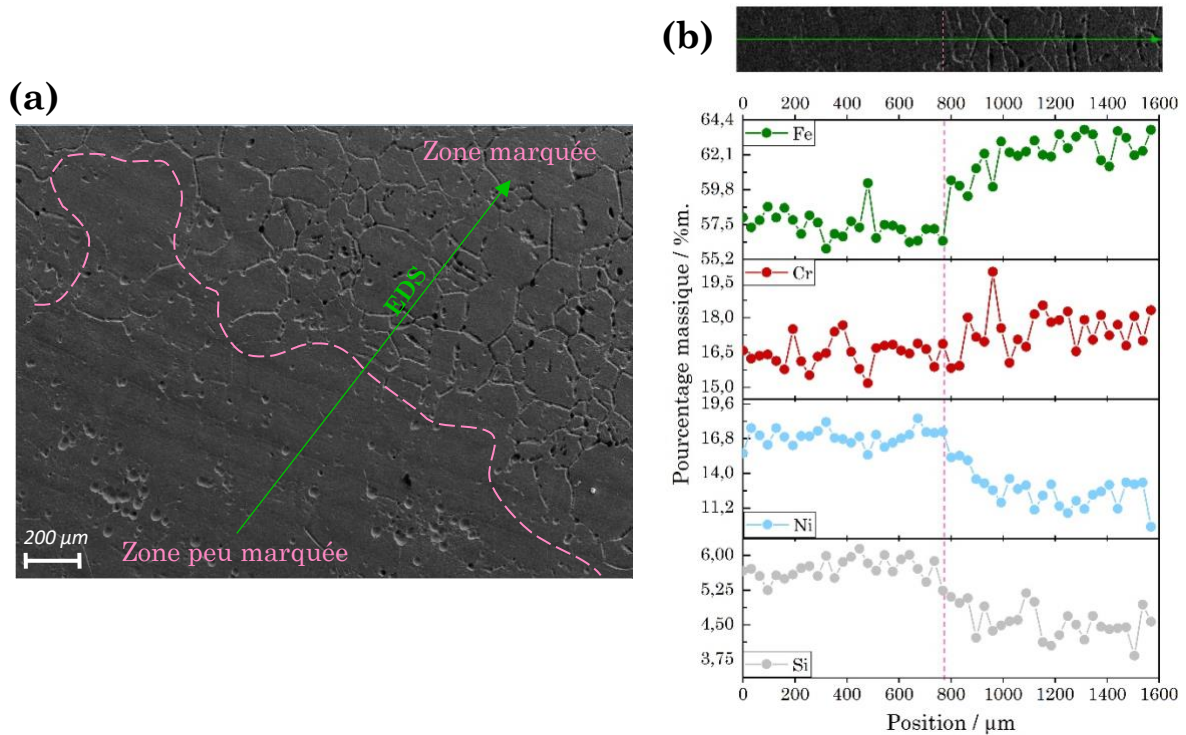 (a)
Zone marquée
EDS
200 µm
Zone peu marquée
(b)
0 200 400 600 800 1000 1200 1400 1600
Pourcentage massique / %m.
64,4
62,1
59,8
57,5
55,2
Fe
19,5
18,0
16,5
15,0
Cr
19,6
16,8
14,0
11,2
Ni
6,00
5,25
4,50
3,75
Si
0 200 400 600 800 1000 1200 1400 1600
Position / µm